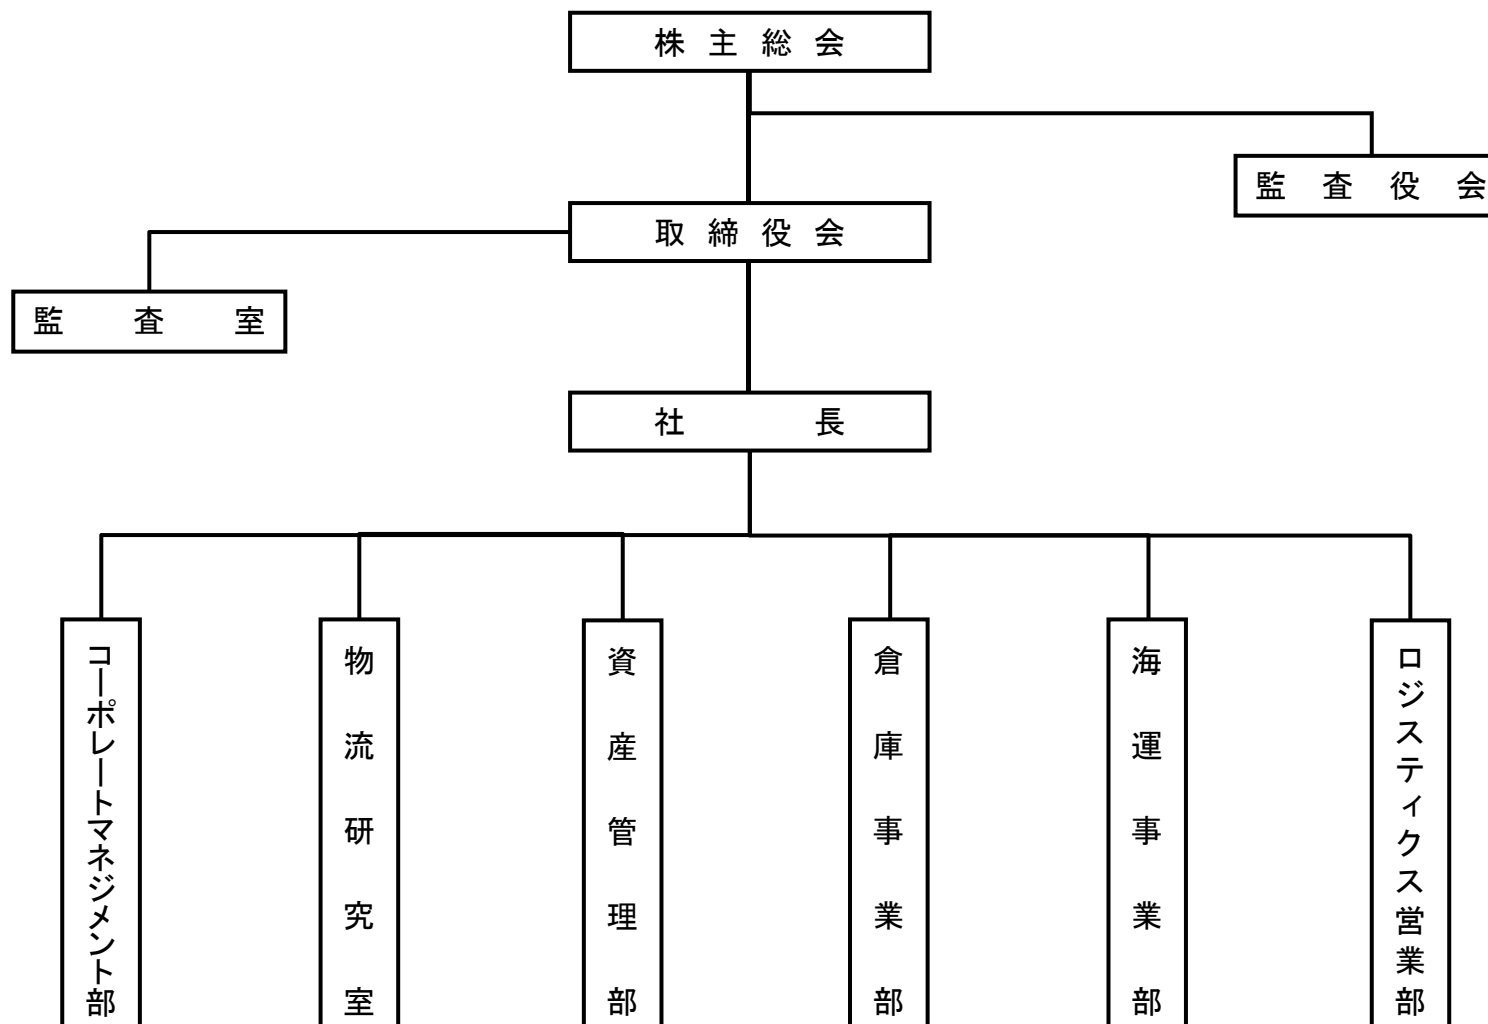 株主総会
監査役会
取締役会
監査室
社長
コーポレートマネジメント部
物流研究室
資産管理部
倉庫事業部
海運事業部
ロジスティクス営業部